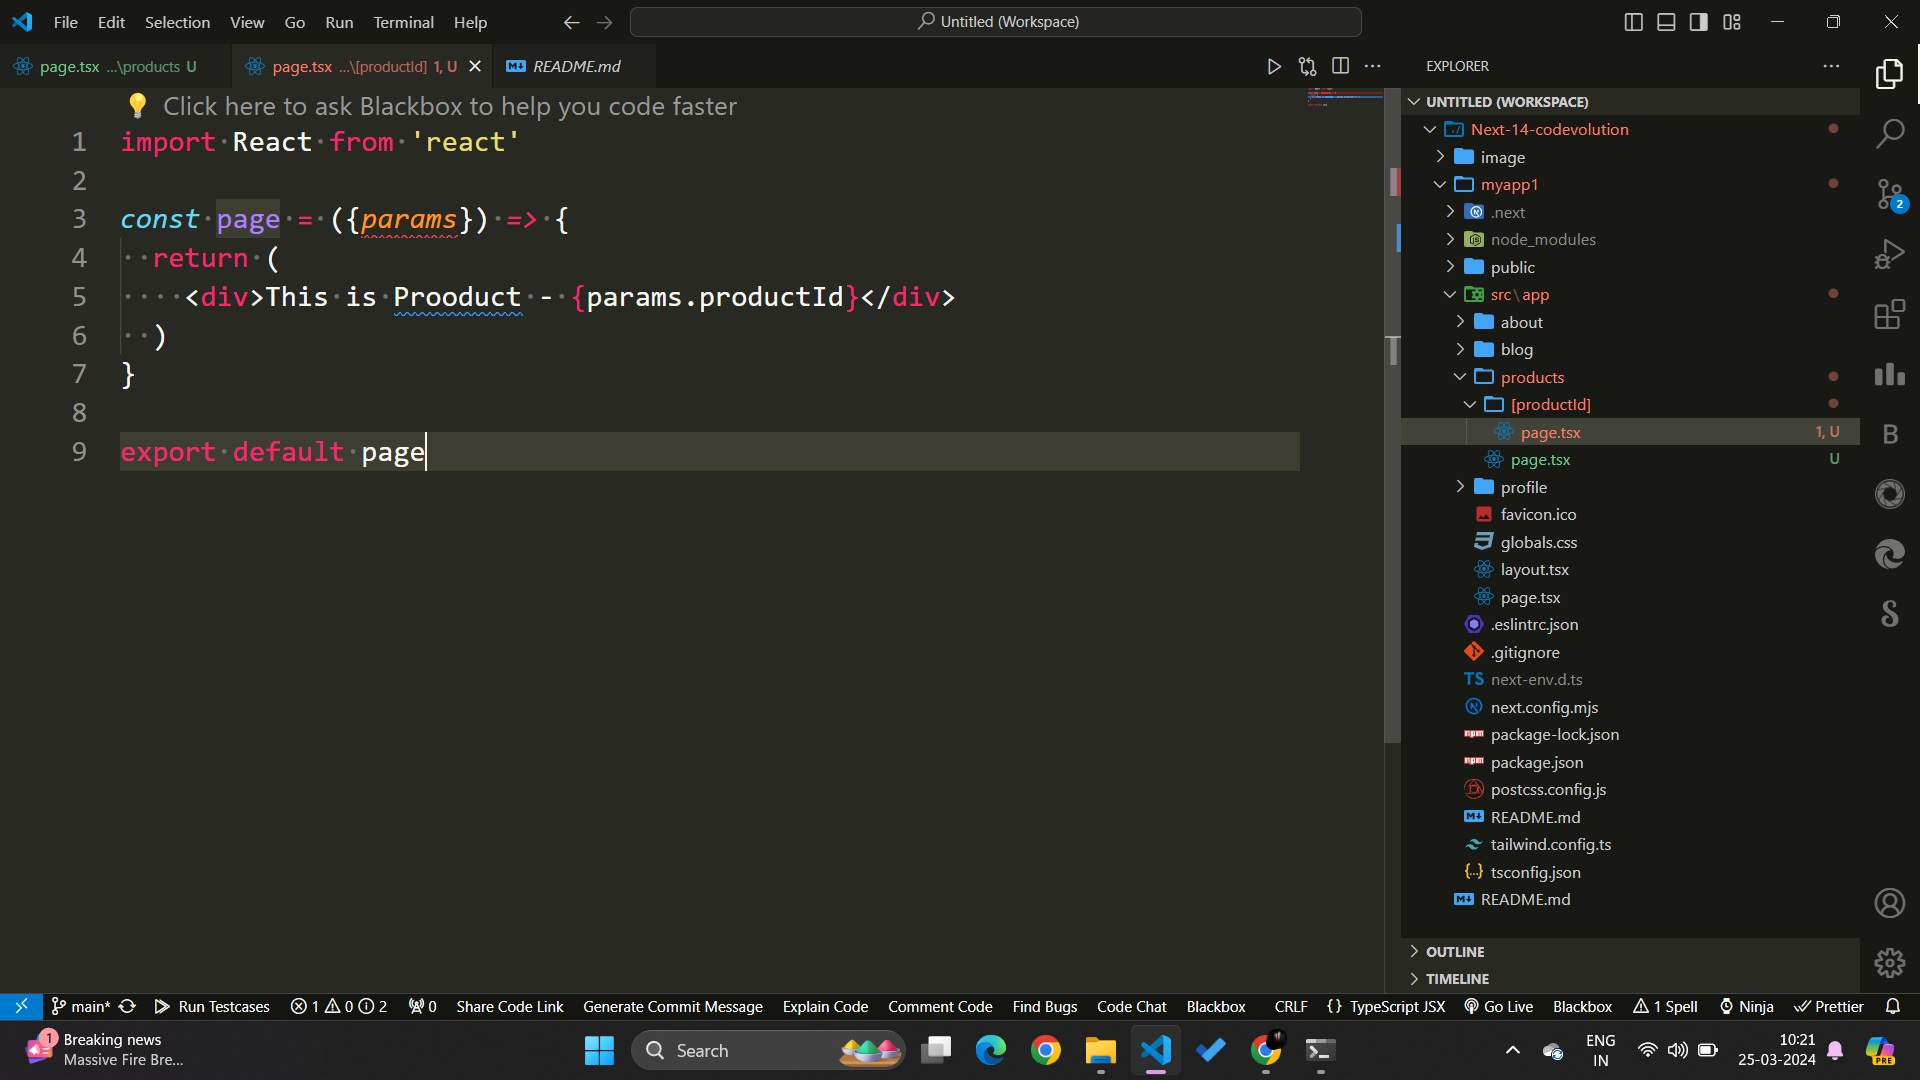 File Edit Selection View Go Run Terminal Help
Untitled (Workspace)
page.tsx ...\products U
page.tsx ...\[productId] 1, U
README.md
EXPLORER
Click here to ask Blackbox to help you code faster
1 import React from 'react'
2
3 const page = ({params}) => {
4 return (
5 <div>This is Prooduct - {params.productId}</div>
6 )
7 }
8
9 export default page
UNTITLED (WORKSPACE)
Next-14-codevolution
image
myapp1
.next
node_modules
public
src\app
about
blog
products
[productId]
page.tsx 1, U
page.tsx U
profile
favicon.ico
globals.css
layout.tsx
page.tsx
.eslintrc.json
.gitignore
TS next-env.d.ts
next.config.mjs
package-lock.json
package.json
postcss.config.js
README.md
tailwind.config.ts
{..} tsconfig.json
README.md
OUTLINE
TIMELINE
2
B
main* Run Testcases 1 0 2 0 Share Code Link Generate Commit Message Explain Code Comment Code Find Bugs Code Chat Blackbox CRLF {} TypeScript JSX Go Live Blackbox 1 Spell Ninja Prettier
1
Breaking news
Massive Fire Bre...
Search
ENG
IN
10:21
25-03-2024
PRE